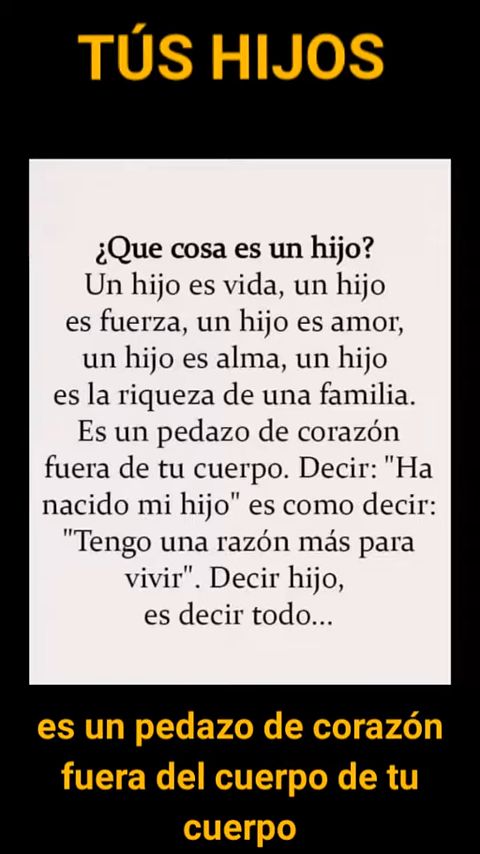 TÚS HIJOS
¿Que cosa es un hijo?
Un hijo es vida, un hijo
es fuerza, un hijo es amor,
un hijo es alma, un hijo
es la riqueza de una familia.
Es un pedazo de corazón
fuera de tu cuerpo. Decir: "Ha
nacido mi hijo" es como decir:
"Tengo una razón más para
vivir". Decir hijo,
es decir todo...
es un pedazo de corazón
fuera del cuerpo de tu
cuerpo